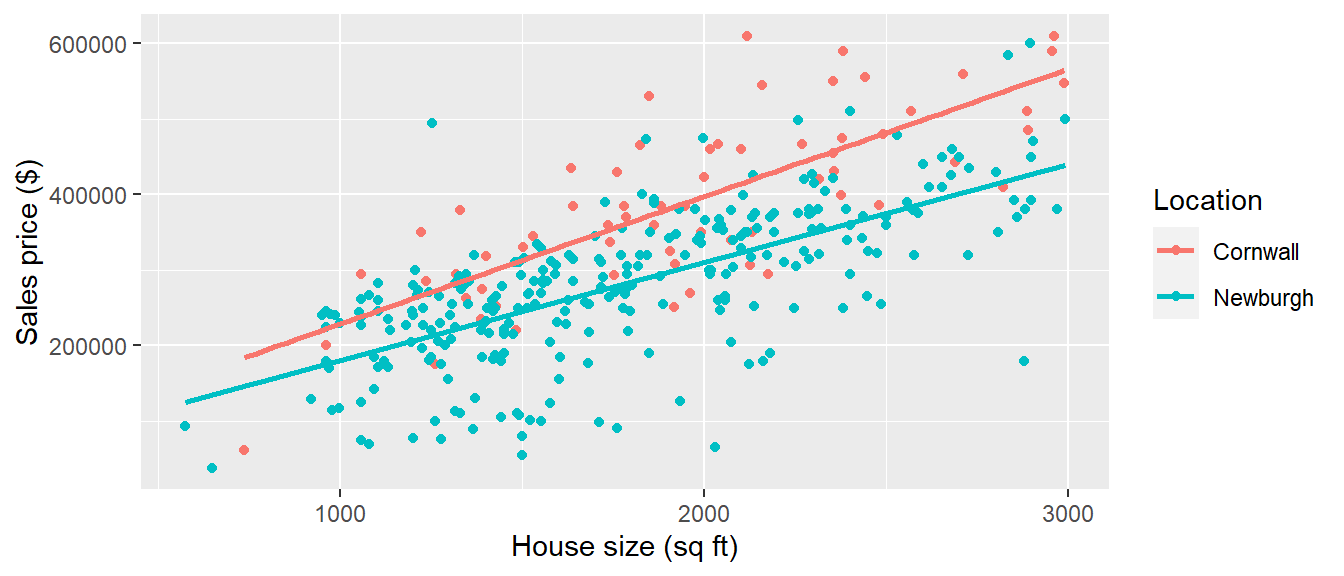 Sales price ($)
600000
400000
200000
1000
2000
3000
House size (sq ft)
Location
Cornwall
Newburgh